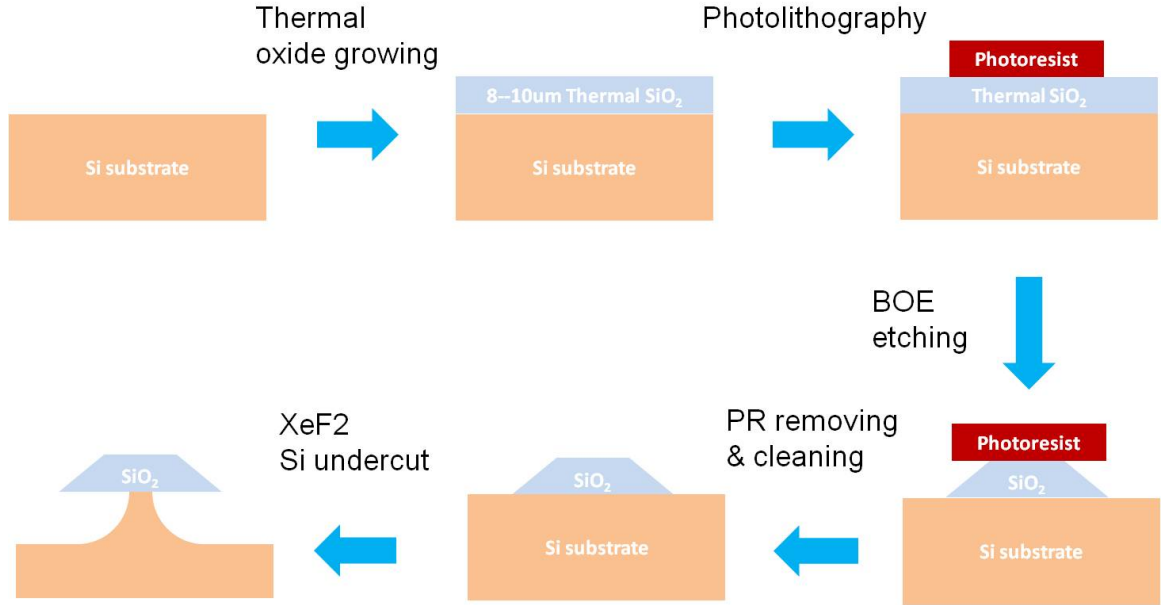 Thermal
oxide growing
Photolithography
Photoresist
8--10um Thermal SiO₂
Thermal SiO₂
Si substrate
Si substrate
Si substrate
BOE
etching
XeF2
Si undercut
PR removing
& cleaning
Photoresist
SiO₂
SiO₂
SiO₂
Si substrate
Si substrate